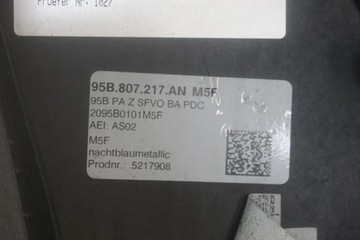 Pruefer Nr. 1027
95B.807.217.AN M5F
95B PA Z SFVO BA PDC
2095B0101M5F
AEI: AS02
M5F
nachtblaumetallic
Prodnr.: 5217908